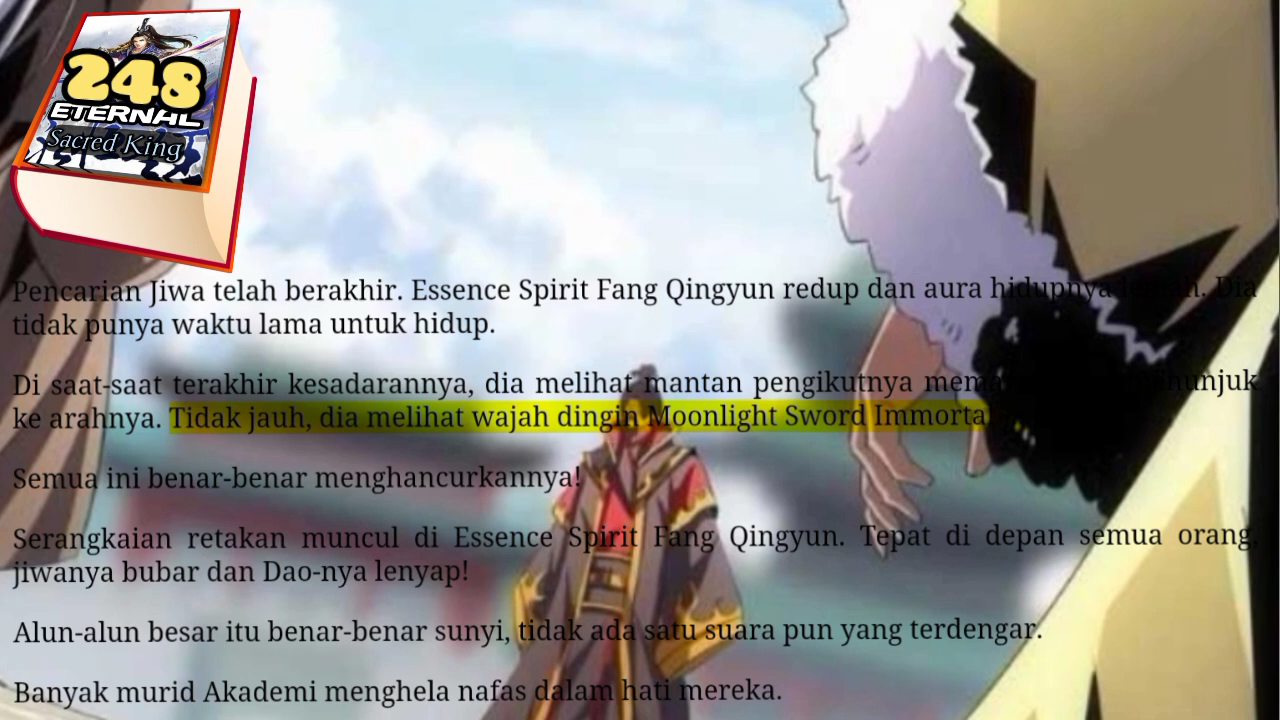 248
ETERNAL
Sacred King
Pencarian Jiwa telah berakhir. Essence Spirit Fang Qingyun redup dan aura hidupnya Dia
tidak punya waktu lama untuk hidup.
Di saat-saat terakhir kesadarannya, dia melihat mantan pengikutnya
ke arahnya. Tidak jauh, dia melihat wajah dingin Moonlight Sword
Semua ini benar-benar menghancurkannya!
Serangkaian retakan muncul di Essence Spirit Fang Qingyun. Tepat di depan semua orang,
jiwanya bubar dan Dao-nya lenyap!
Alun-alun besar itu benar-benar sunyi, tidak ada satu suara pun yang terdengar.
Banyak murid Akademi menghela nafas dalam hati mereka.